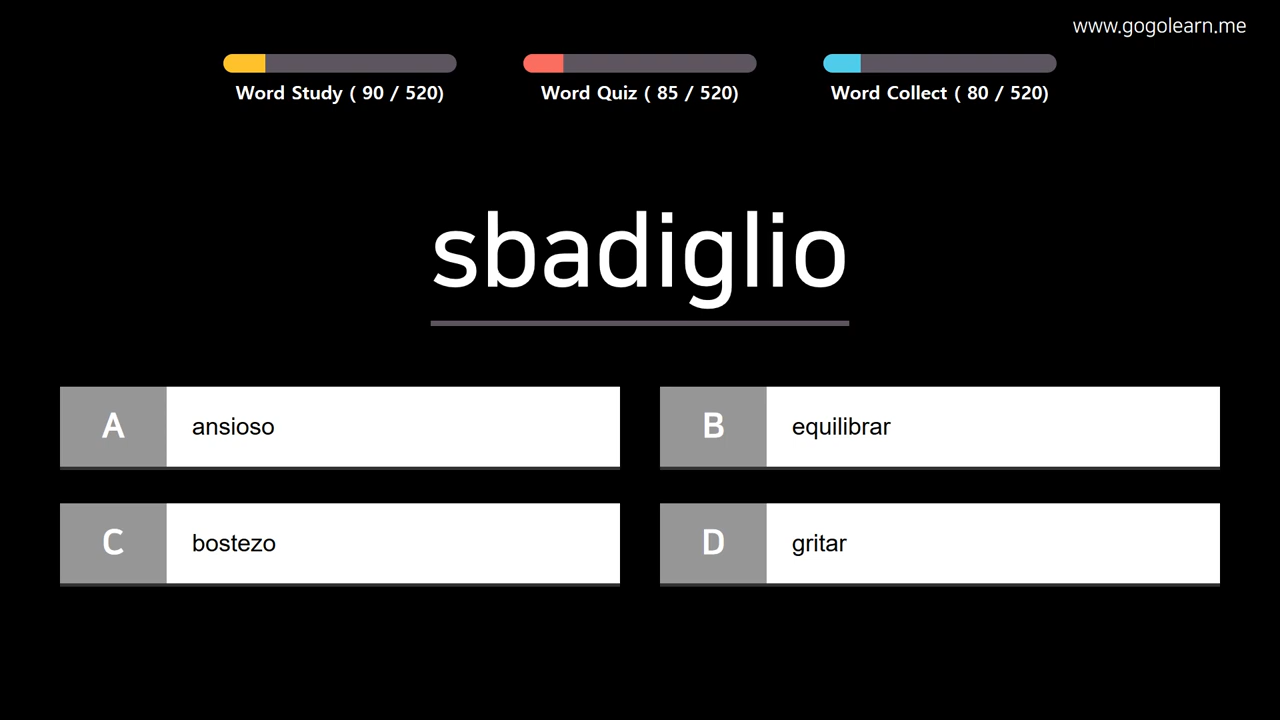 www.gogolearn.me
Word Study ( 90 / 520)
Word Quiz ( 85 / 520)
Word Collect ( 80 / 520)
sbadiglio
A ansioso
B equilibrar
C bostezo
D gritar